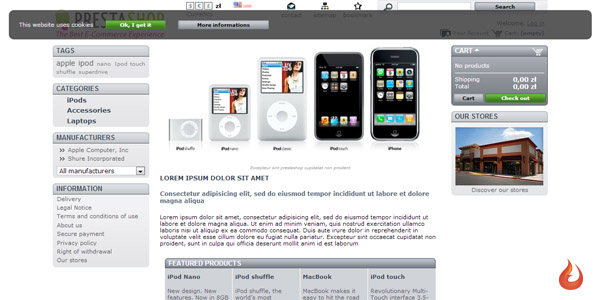 $ € £ zł
contact sitemap bookmark
Search
PRESTASHOP
The Best E-Commerce Experience
This website uses cookies
Ok, I get it
More informations
Welcome, Log in
Your Account Cart: (empty)
TAGS
apple ipod nano Ipod touch
shuffle superdrive
CATEGORIES
iPods
Accessories
Laptops
MANUFACTURERS
Apple Computer, Inc
Shure Incorporated
All manufacturers
INFORMATION
Delivery
Legal Notice
Terms and conditions of use
About us
Secure payment
Privacy policy
Right of withdrawal
Our stores
iPod shuffle iPod nano iPod classic iPod touch iPhone
Excepteur sint prestashop cupidatat non proident
LOREM IPSUM DOLOR SIT AMET
Consectetur adipisicing elit, sed do eiusmod tempor incididunt ut labore et dolore
magna aliqua
Lorem ipsum dolor sit amet, consectetur adipisicing elit, sed do eiusmod tempor
incididunt ut labore et dolore magna aliqua. Ut enim ad minim veniam, quis nostrud exercitation ullamco
laboris nisi ut aliquip ex ea commodo consequat. Duis aute irure dolor in reprehenderit in
voluptate velit esse cillum dolore eu fugiat nulla pariatur. Excepteur sint occaecat cupidatat non
proident, sunt in culpa qui officia deserunt mollit anim id est laborum
FEATURED PRODUCTS
iPod Nano iPod shuffle MacBook iPod touch
New design. iPod shuffle, the MacBook makes Revolutionary Multi-
New features. Now in 8GB world's most it easy to hit the road Touch interface 3.5-
CART
No products
Shipping 0,00 zł
Total 0,00 zł
Cart Check out
OUR STORES
Discover our stores